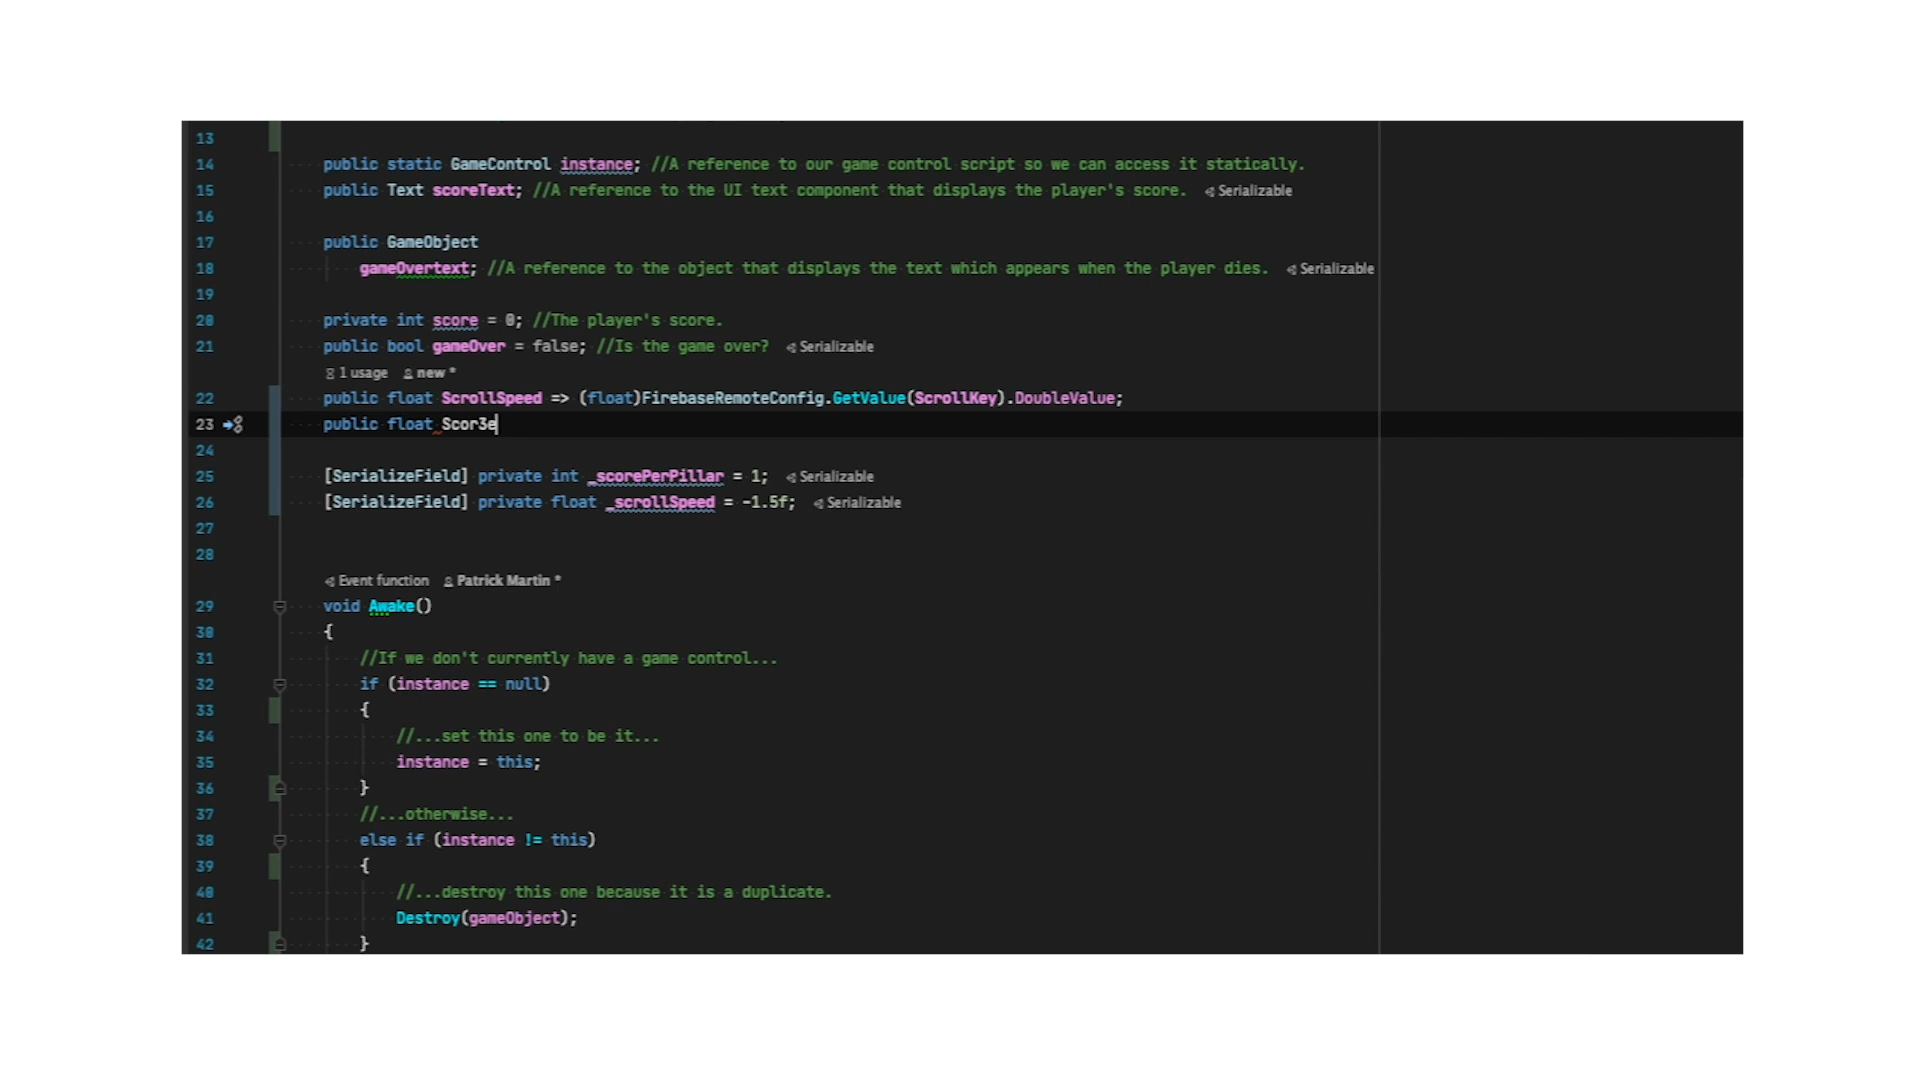 13
14 public static GameControl instance; //A reference to our game control script so we can access it statically.
15 public Text scoreText; //A reference to the UI text component that displays the player's score. Serializable
16
17 public GameObject
18 gameOvertext; //A reference to the object that displays the text which appears when the player dies. Serializable
19
20 private int score = 0; //The player's score.
21 public bool gameOver = false; //Is the game over? Serializable
1 usage new *
22 public float ScrollSpeed => (float)FirebaseRemoteConfig.GetValue(ScrollKey).DoubleValue;
23 public float Scor3e
24
25 [SerializeField] private int _scorePerPillar = 1; Serializable
26 [SerializeField] private float _scrollSpeed = -1.5f; Serializable
27
28
Event function Patrick Martin *
29 void Awake()
30 {
31 //If we don't currently have a game control...
32 if (instance == null)
33 {
34 //...set this one to be it...
35 instance = this;
36 }
37 //...otherwise...
38 else if (instance != this)
39 {
40 //...destroy this one because it is a duplicate.
41 Destroy(gameObject);
42 }